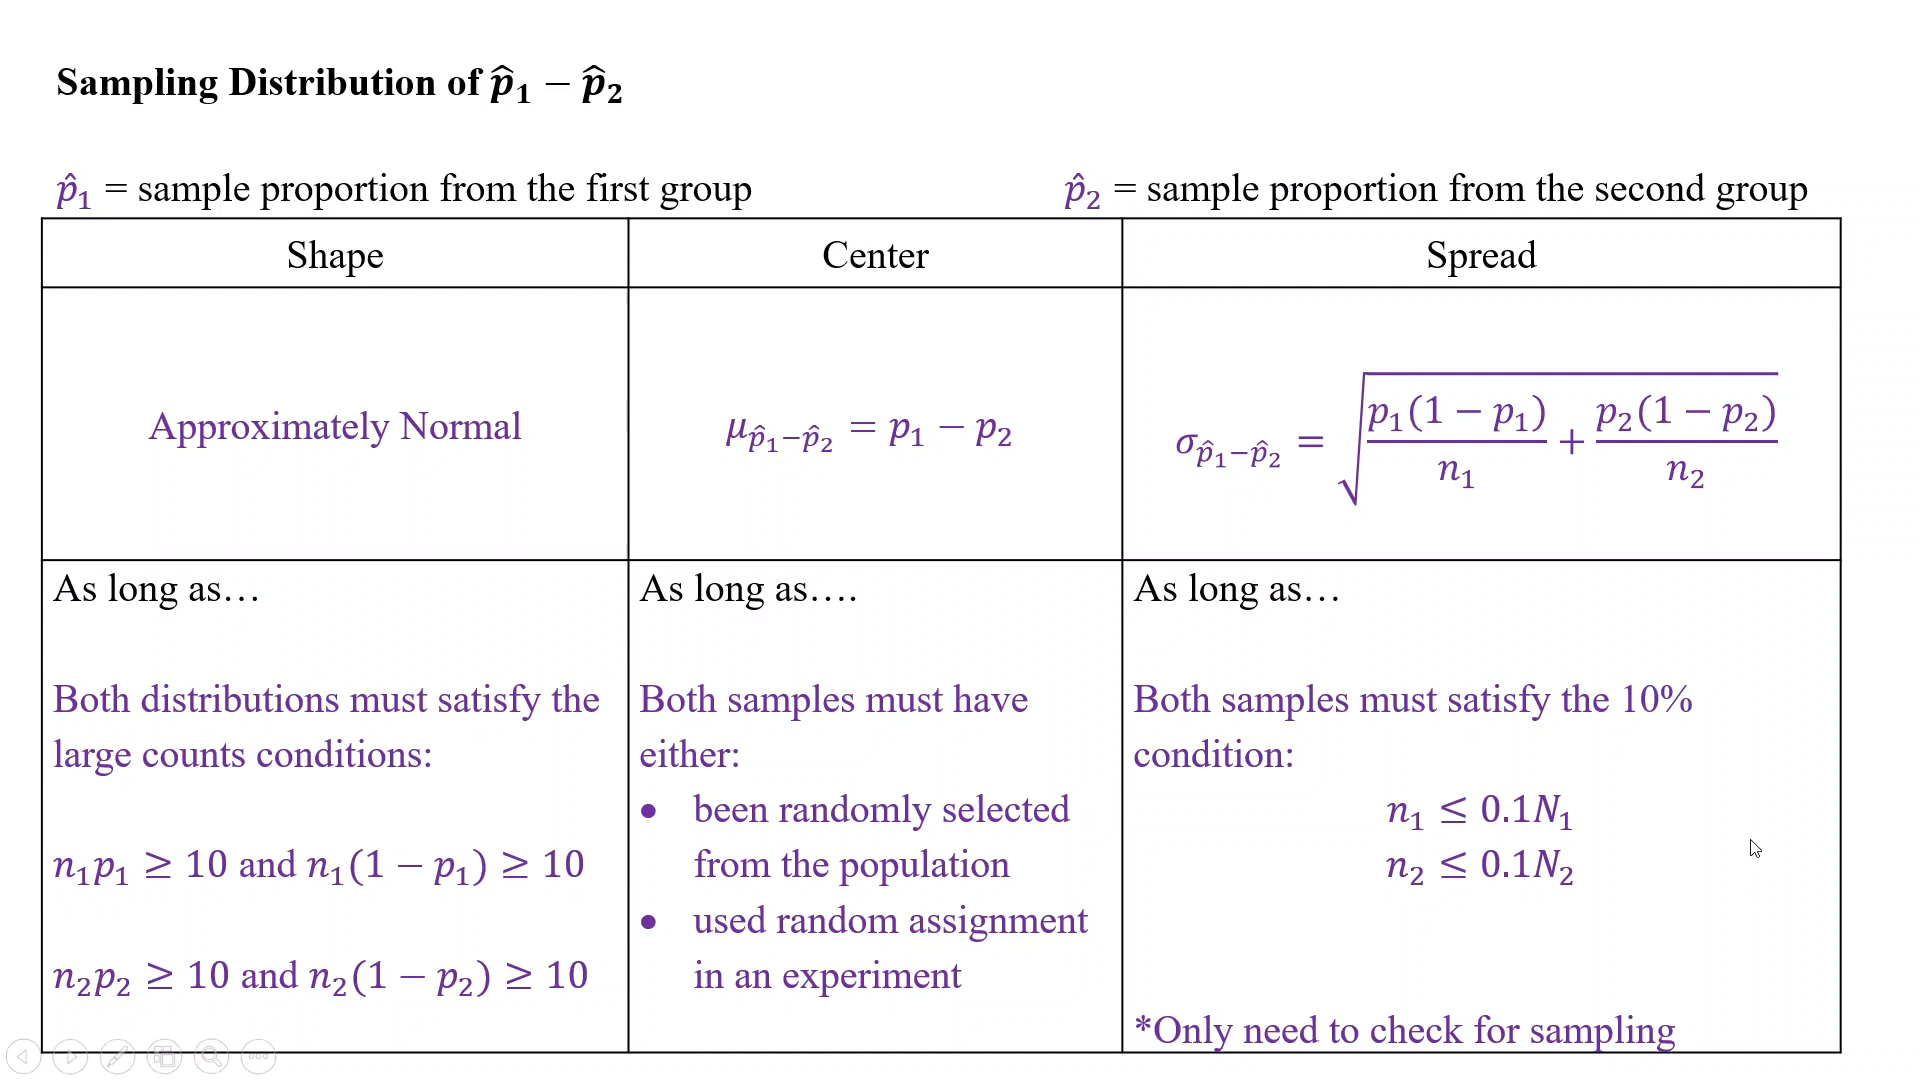 Sampling Distribution of p̂₁ − p̂₂
p̂₁ = sample proportion from the first group
p̂₂ = sample proportion from the second group
Shape
Center
Spread
Approximately Normal
μ_{p̂₁−p̂₂} = p₁ − p₂
σ_{p̂₁−p̂₂} = √(p₁(1 − p₁)/n₁ + p₂(1 − p₂)/n₂)
As long as…
Both distributions must satisfy the
large counts conditions:
n₁p₁ ≥ 10 and n₁(1 − p₁) ≥ 10
n₂p₂ ≥ 10 and n₂(1 − p₂) ≥ 10
As long as….
Both samples must have
either:
• been randomly selected
from the population
• used random assignment
in an experiment
As long as…
Both samples must satisfy the 10%
condition:
n₁ ≤ 0.1N₁
n₂ ≤ 0.1N₂
*Only need to check for sampling